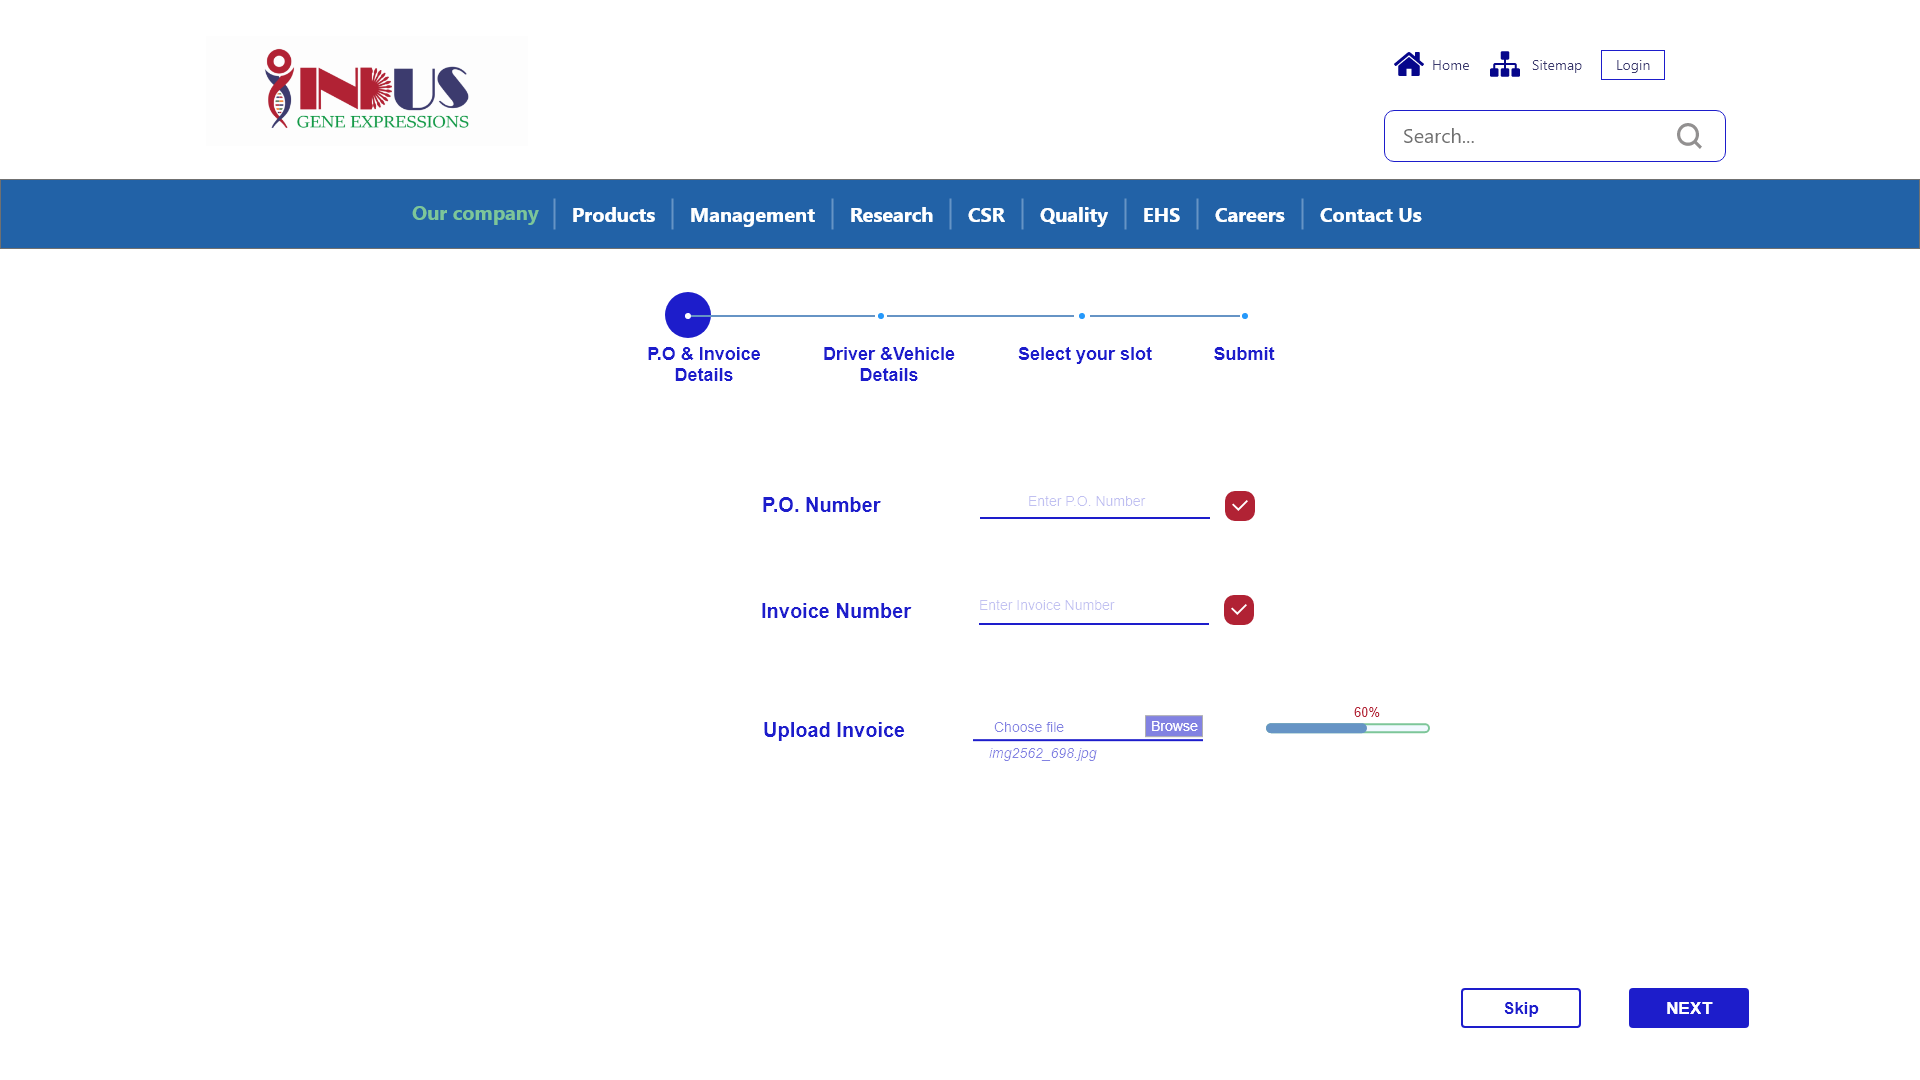 INDUS
GENE EXPRESSIONS
Home
Sitemap
Login
Search...
Our company
Products
Management
Research
CSR
Quality
EHS
Careers
Contact Us
P.O & Invoice
Details
Driver &Vehicle
Details
Select your slot
Submit
P.O. Number
Enter P.O. Number
Invoice Number
Enter Invoice Number
Upload Invoice
Choose file
Browse
60%
img2562_698.jpg
Skip
NEXT